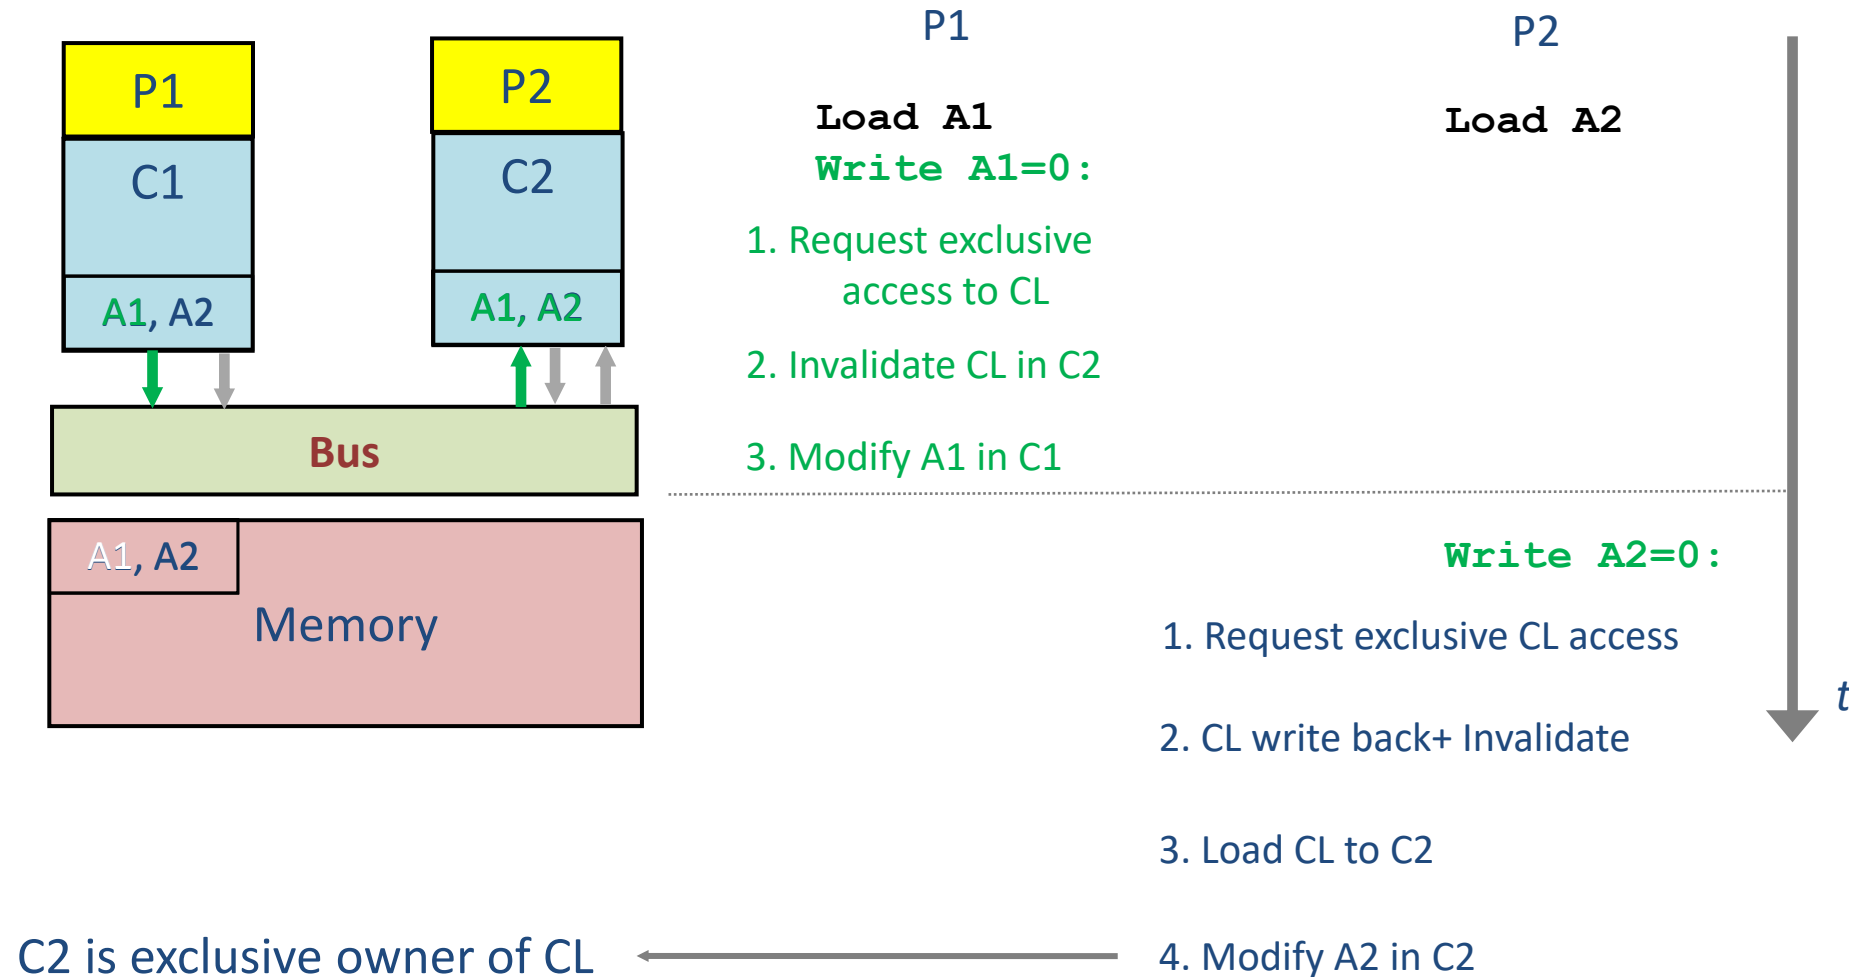 P1
P2
C1
C2
A1, A2
A1, A2
Bus
A1, A2
Memory
P1
P2
Load A1
Load A2
Write A1=0:
1. Request exclusive
access to CL
2. Invalidate CL in C2
3. Modify A1 in C1
Write A2=0:
1. Request exclusive CL access
t
2. CL write back+ Invalidate
3. Load CL to C2
4. Modify A2 in C2
C2 is exclusive owner of CL